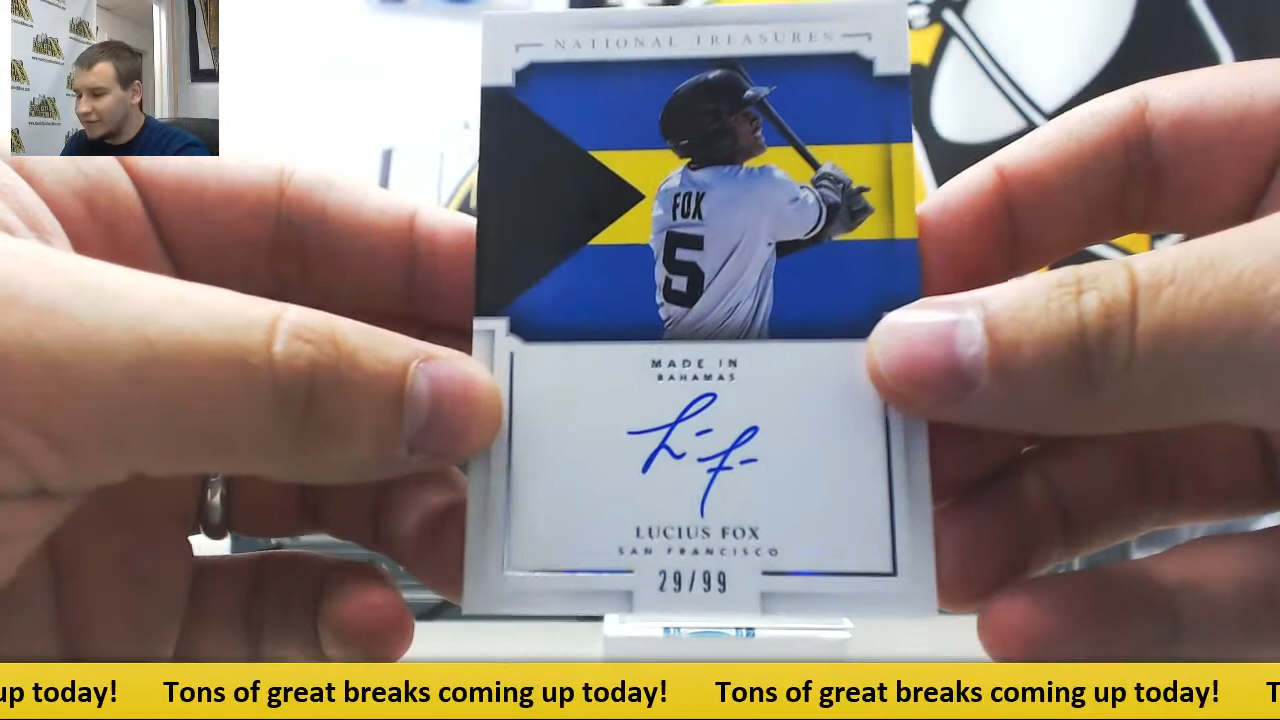 NATIONAL TREASURES
FOX
5
MADE IN
BAHAMAS
LUCIUS FOX
SAN FRANCISCO
29/99
up today! Tons of great breaks coming up today! Tons of great breaks coming up today! T